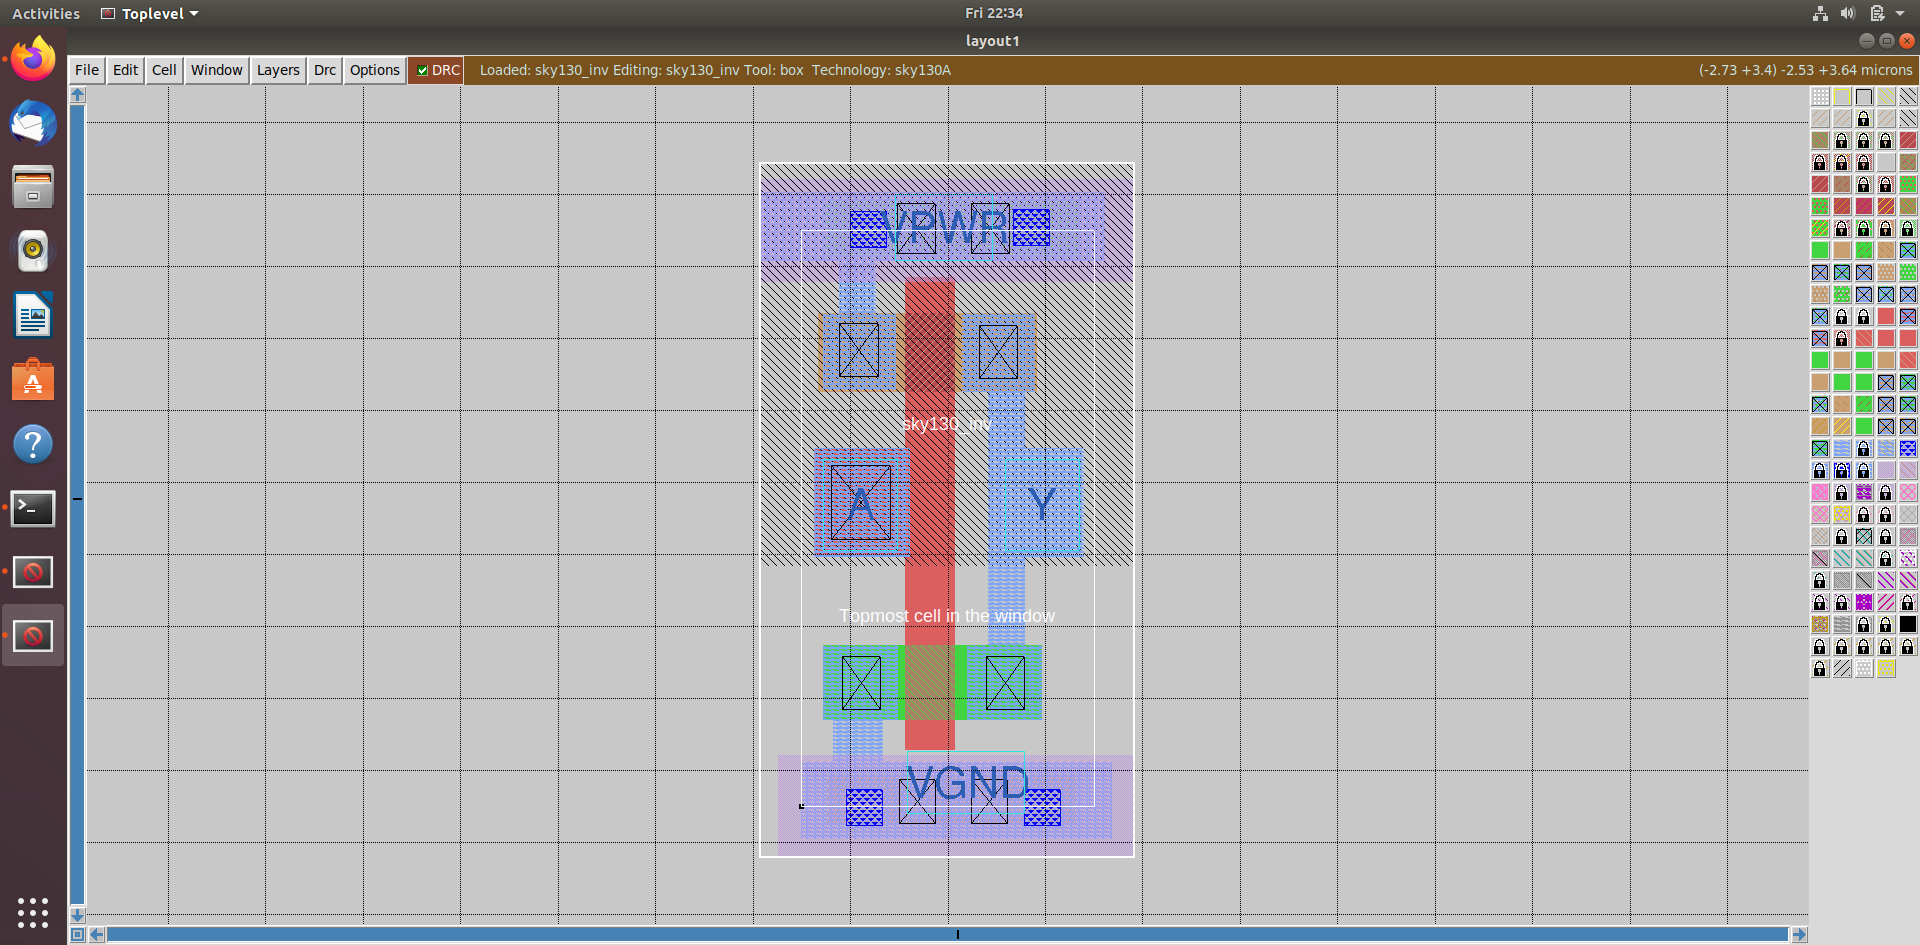 Activities Toplevel Fri 22:34
layout1
File Edit Cell Window Layers Drc Options DRC Loaded: sky130_inv Editing: sky130_inv Tool: box Technology: sky130A (-2.73 +3.4) -2.53 +3.64 microns
VPWR
sky130_inv
A Y
Topmost cell in the window
VGND